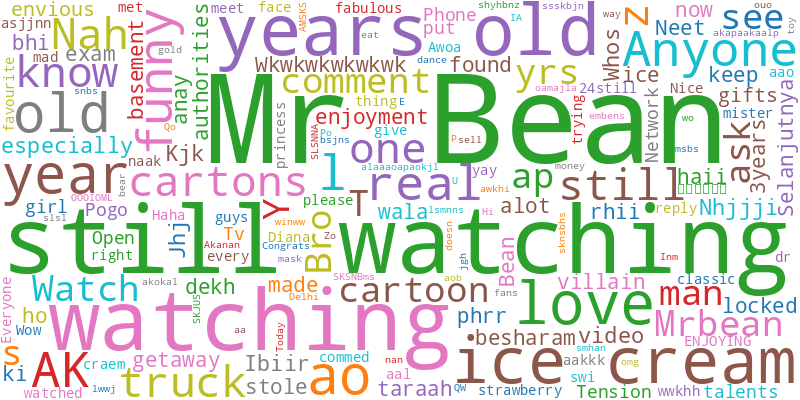 envious
met
fabulous
meet
face
shyhbnz
IA
ssskbjn
way
ouo
asjjnn
Nah
basement
funny
authorities
years
old
Phone
now
Z
see
put
Neet
akapaakaalp
toy
bhi
mad
exam
AMSKS
eat
Awoa
dance
Whos
Anyone
know
anay
Wkwkwkwkwkwk
found
ice
keep
aao
gold
comment
yrs
24still
Nice
gifts
favourite
snbs
Mr Bean
thing
E
oamajla
trying
Network
ask
mister
old
Qo
princess
enjoyment
SLSNNA
Po
give
P
sell
embens
wo
3years
Selanjutnya
especially
Kjk
bsjns
one
msbs
year
naak
cartons
l
alaaaoapaokjl
real
yay
U
awkhi
ap
still
haii
money
bear
OOOIOML
girl
Pogo
slsl
Haha
guys
Y
please
T
wala
lsmnns
Hi
alot
rhii
reply
Nhjjji
winww
Diana
Bro
Open
right
Jhj
Tv
Akanan
every
Congrats
Zo
still watching
doeshs
jgh
sknsbhs
Inm
dr
Everyone
Watch
akokal
dekh
made
mask
Delhi
SKSNBms
cartoon
aob
fans
villain
classic
man
locked
ho
Wow
watching
SKJUS
aa
Today
phrr
love
Mrbean
s
ki
AK
craem
getaway
Ibiir
commed
nan
besharam
video
ice cream
smhan
ENJOYING
watched
lwwj
truck
stole
ao
aal
taraah
QW
strawberry
aakkk
swi
omg
Tension
wwkhh
talents